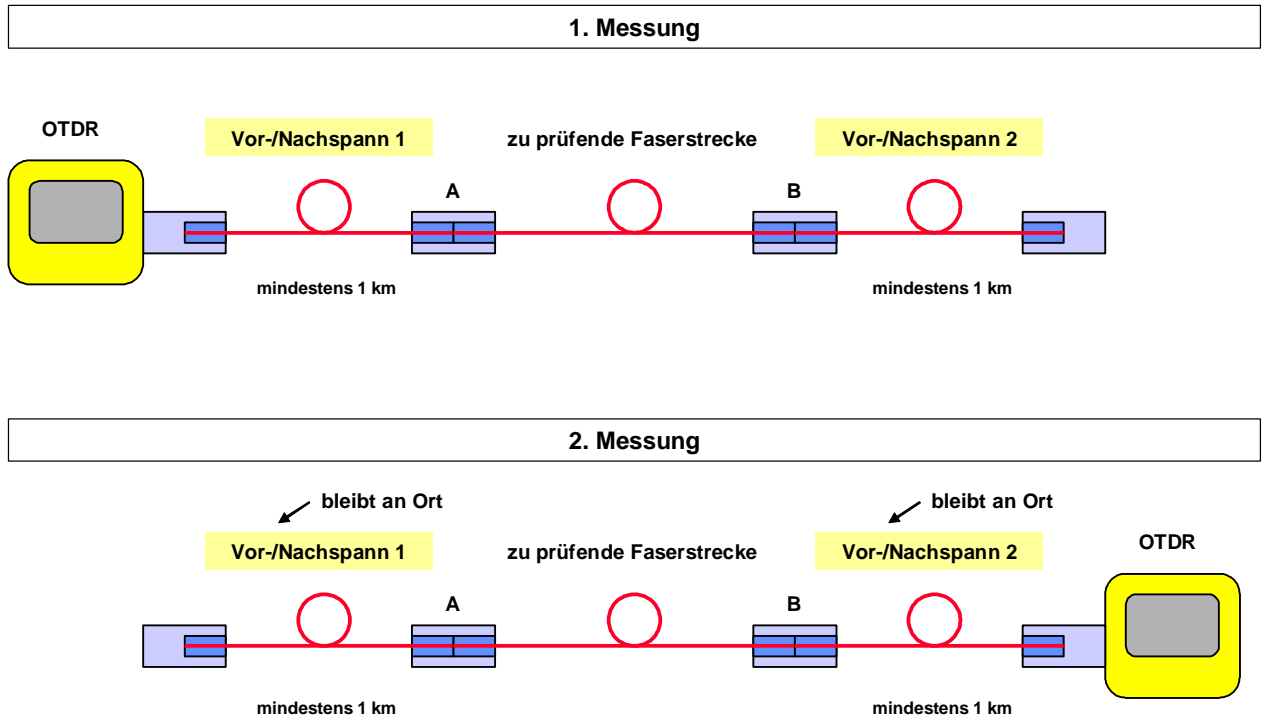 1. Messung
OTDR
Vor-/Nachspann 1
zu prüfende Faserstrecke
Vor-/Nachspann 2
A
B
mindestens 1 km
mindestens 1 km
2. Messung
bleibt an Ort
bleibt an Ort
Vor-/Nachspann 1
zu prüfende Faserstrecke
Vor-/Nachspann 2
OTDR
A
B
mindestens 1 km
mindestens 1 km